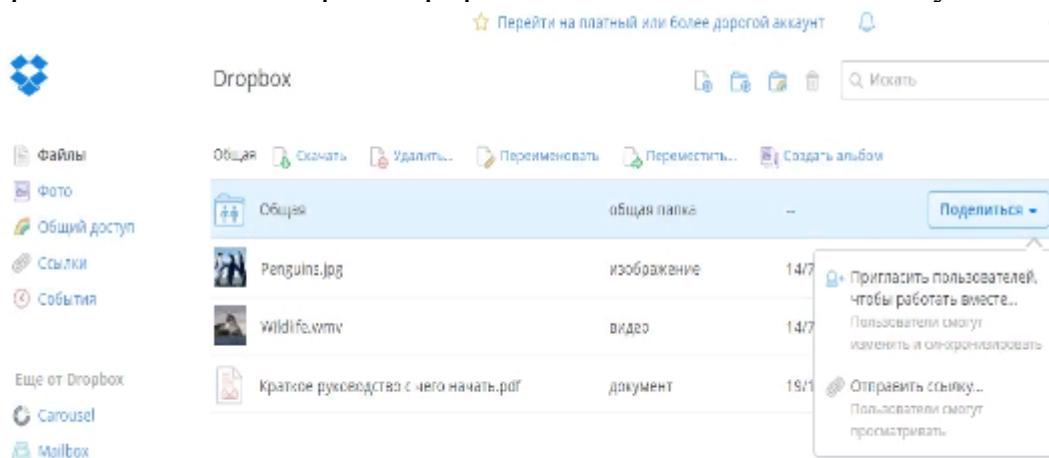 Перейти на платный или более дорогой аккаунт
Dropbox
Искать
Файлы
Фото
Общий доступ
Ссылки
События
Еще от Dropbox
Carousel
Mailbox
Общая Скачать Удалить... Переименовать Переместить... Создать альбом
Общая общая папка -- Поделиться
Penguins.jpg изображение 14/7
Wildlife.wmv видео 14/7
Краткое руководство с чего начать.pdf документ 19/1
Пригласить пользователей,
чтобы работать вместе...
Пользователи смогут
изменять и синхронизировать
Отправить ссылку...
Пользователи смогут
просматривать